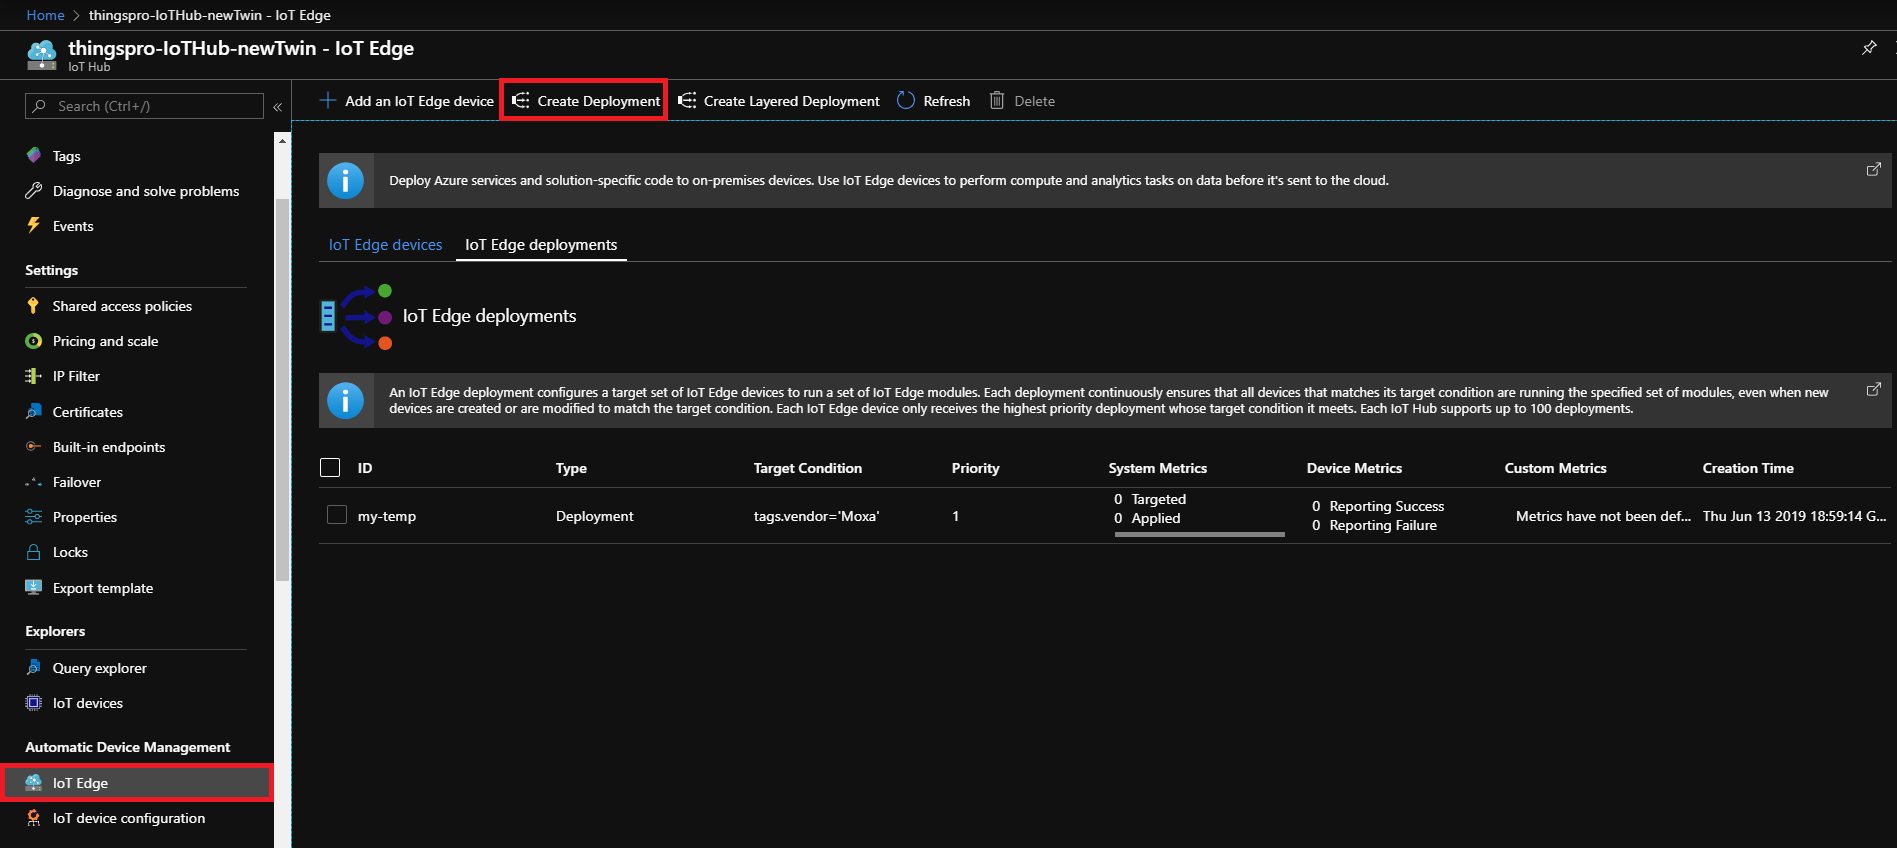 Home > thingspro-IoTHub-newTwin - IoT Edge
thingspro-IoTHub-newTwin - IoT Edge
IoT Hub
Search (Ctrl+/)
«
Add an IoT Edge device
Create Deployment
Create Layered Deployment
Refresh
Delete
Tags
Diagnose and solve problems
Events
Settings
Shared access policies
Pricing and scale
IP Filter
Certificates
Built-in endpoints
Failover
Properties
Locks
Export template
Explorers
Query explorer
IoT devices
Automatic Device Management
IoT Edge
IoT device configuration
Deploy Azure services and solution-specific code to on-premises devices. Use IoT Edge devices to perform compute and analytics tasks on data before it's sent to the cloud.
IoT Edge devices
IoT Edge deployments
IoT Edge deployments
An IoT Edge deployment configures a target set of IoT Edge devices to run a set of IoT Edge modules. Each deployment continuously ensures that all devices that matches its target condition are running the specified set of modules, even when new
devices are created or are modified to match the target condition. Each IoT Edge device only receives the highest priority deployment whose target condition it meets. Each IoT Hub supports up to 100 deployments.
ID Type Target Condition Priority System Metrics Device Metrics Custom Metrics Creation Time
my-temp Deployment tags.vendor='Moxa' 1
0 Targeted
0 Applied
0 Reporting Success
0 Reporting Failure
Metrics have not been def...
Thu Jun 13 2019 18:59:14 G...